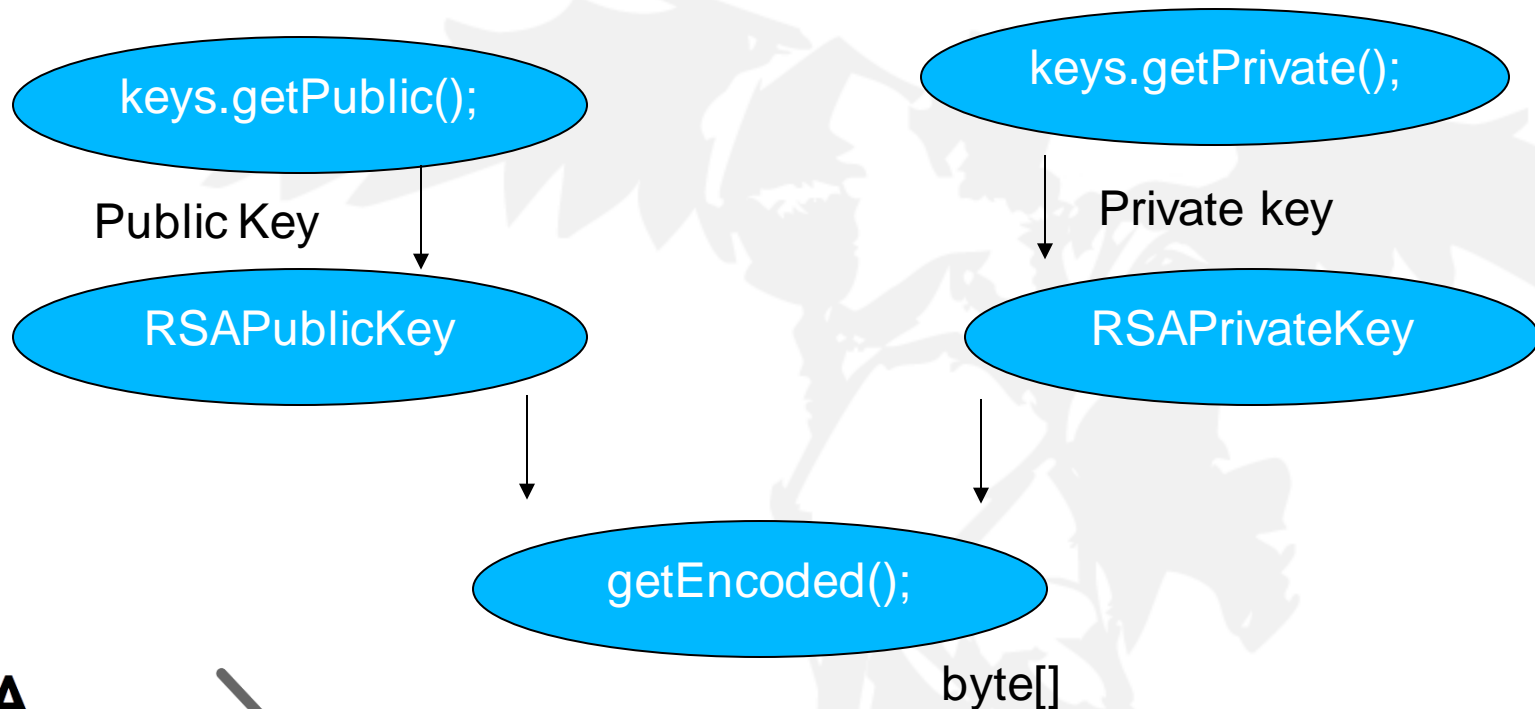 keys.getPublic();
keys.getPrivate();
Public Key
Private key
RSAPublicKey
RSAPrivateKey
getEncoded();
byte[]
A